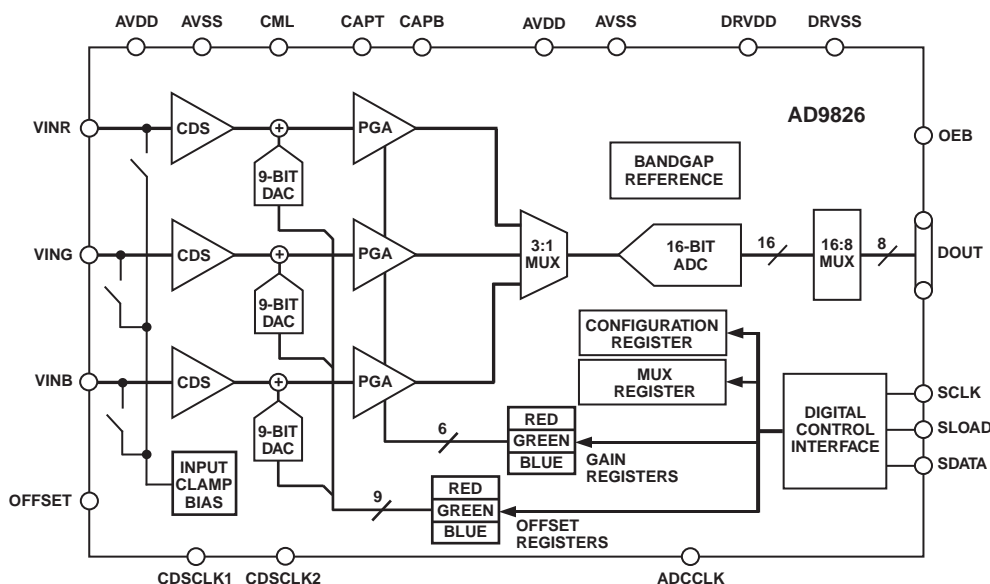 AVDD AVSS CML CAPT CAPB AVDD AVSS DRVDD DRVSS
AD9826
VINR
CDS
+
PGA
9-BIT
DAC
BANDGAP
REFERENCE
OEB
VING
CDS
+
PGA
9-BIT
DAC
3:1
MUX
16-BIT
ADC
16
16:8
MUX
8
DOUT
VINB
CDS
+
PGA
9-BIT
DAC
CONFIGURATION
REGISTER
MUX
REGISTER
DIGITAL
CONTROL
INTERFACE
SCLK
SLOAD
SDATA
6
RED
GREEN
BLUE
GAIN
REGISTERS
INPUT
CLAMP
BIAS
OFFSET
9
RED
GREEN
BLUE
OFFSET
REGISTERS
CDSCLK1 CDSCLK2 ADCCLK